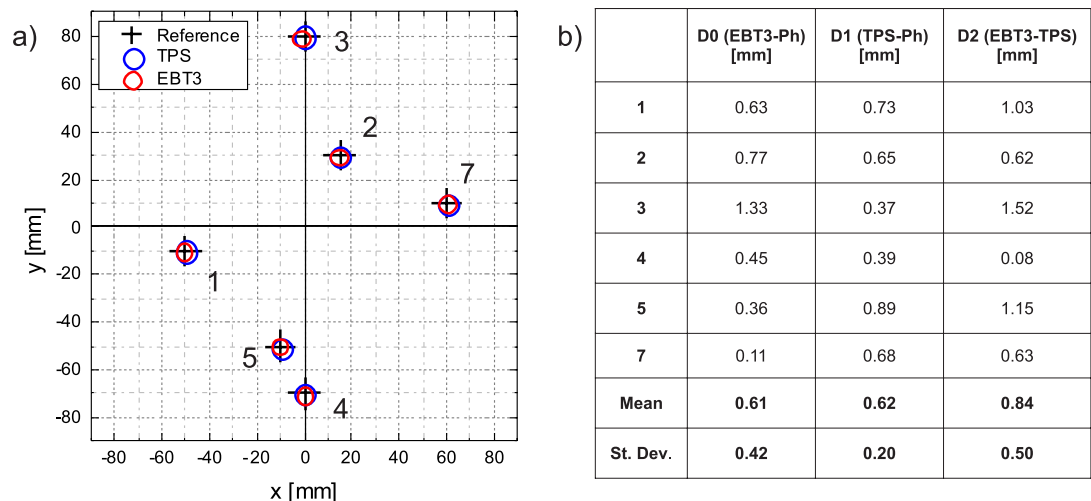 a)
Reference
TPS
EBT3
80
60
40
20
0
-20
-40
-60
-80
y [mm]
3
2
7
1
5
4
-80 -60 -40 -20 0 20 40 60 80
x [mm]
b)
D0 (EBT3-Ph) [mm] D1 (TPS-Ph) [mm] D2 (EBT3-TPS) [mm]
1 0.63 0.73 1.03
2 0.77 0.65 0.62
3 1.33 0.37 1.52
4 0.45 0.39 0.08
5 0.36 0.89 1.15
7 0.11 0.68 0.63
Mean 0.61 0.62 0.84
St. Dev. 0.42 0.20 0.50